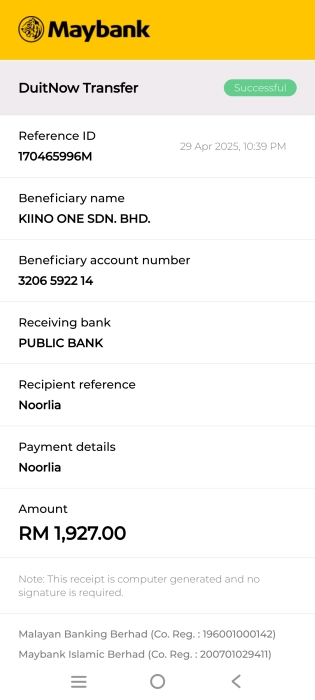 Maybank
DuitNow Transfer
Successful
Reference ID
29 Apr 2025, 10:39 PM
170465996M
Beneficiary name
KIINO ONE SDN. BHD.
Beneficiary account number
3206 5922 14
Receiving bank
PUBLIC BANK
Recipient reference
Noorlia
Payment details
Noorlia
Amount
RM 1,927.00
Note: This receipt is computer generated and no
signature is required.
Malayan Banking Berhad (Co. Reg. : 196001000142)
Maybank Islamic Berhad (Co. Reg. : 200701029411)